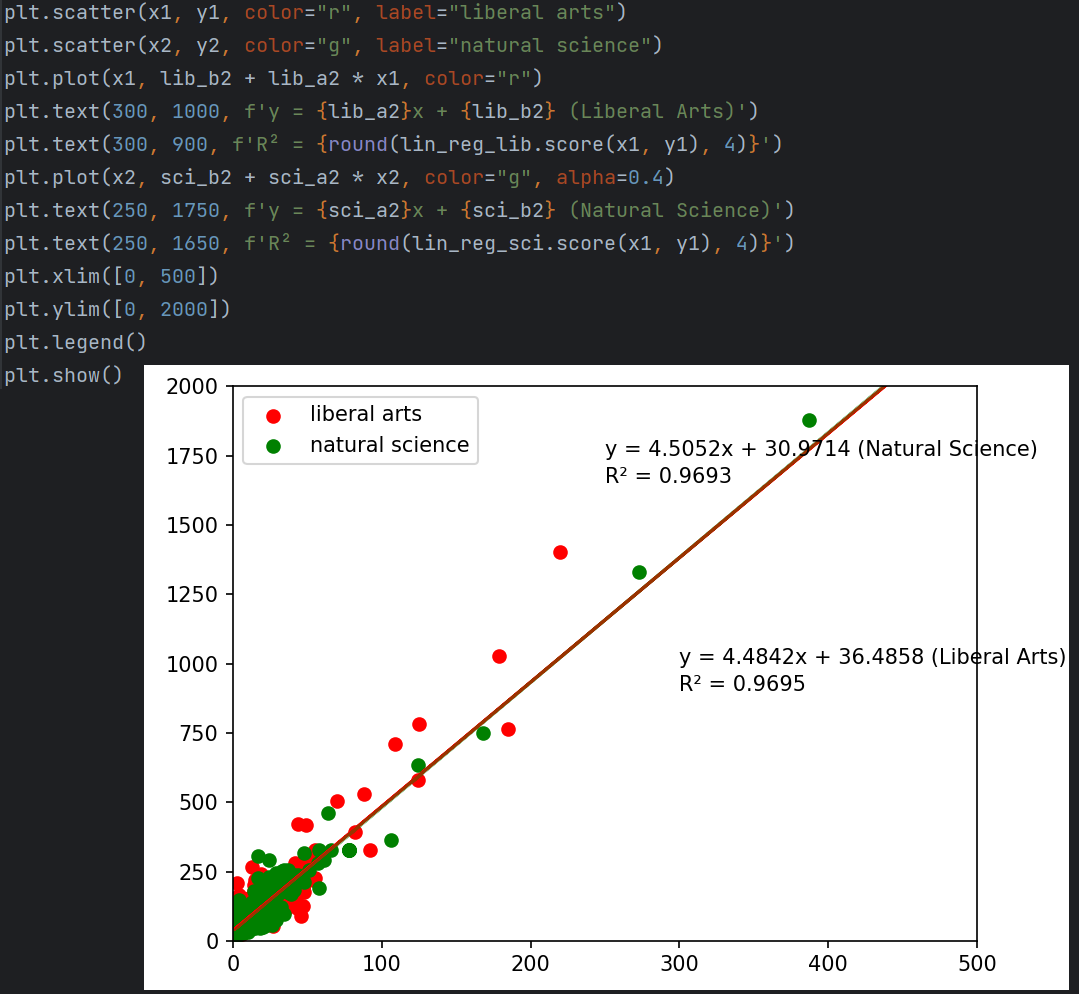 plt.scatter(x1, y1, color="r", label="liberal arts")
plt.scatter(x2, y2, color="g", label="natural science")
plt.plot(x1, lib_b2 + lib_a2 * x1, color="r")
plt.text(300, 1000, f'y = {lib_a2}x + {lib_b2} (Liberal Arts)')
plt.text(300, 900, f'R² = {round(lin_reg_lib.score(x1, y1), 4)}')
plt.plot(x2, sci_b2 + sci_a2 * x2, color="g", alpha=0.4)
plt.text(250, 1750, f'y = {sci_a2}x + {sci_b2} (Natural Science)')
plt.text(250, 1650, f'R² = {round(lin_reg_sci.score(x1, y1), 4)}')
plt.xlim([0, 500])
plt.ylim([0, 2000])
plt.legend()
plt.show()
2000
liberal arts
natural science
1750
y = 4.5052x + 30.9714 (Natural Science)
R² = 0.9693
1500
1250
1000
y = 4.4842x + 36.4858 (Liberal Arts)
R² = 0.9695
750
500
250
0
0 100 200 300 400 500